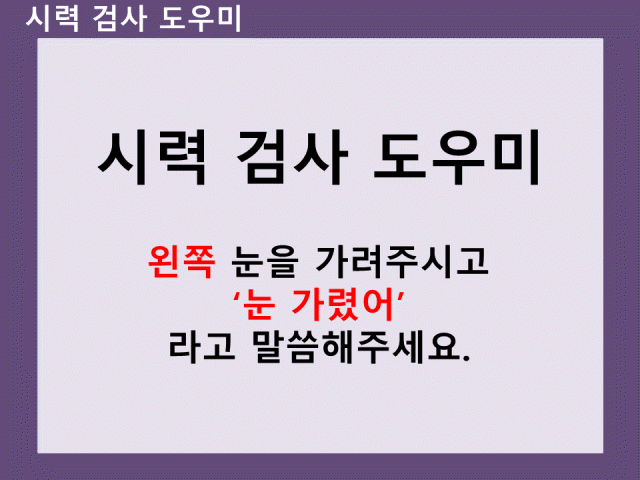 시력 검사 도우미
시력 검사 도우미
왼쪽 눈을 가려주시고
‘눈 가렸어’
라고 말씀해주세요.